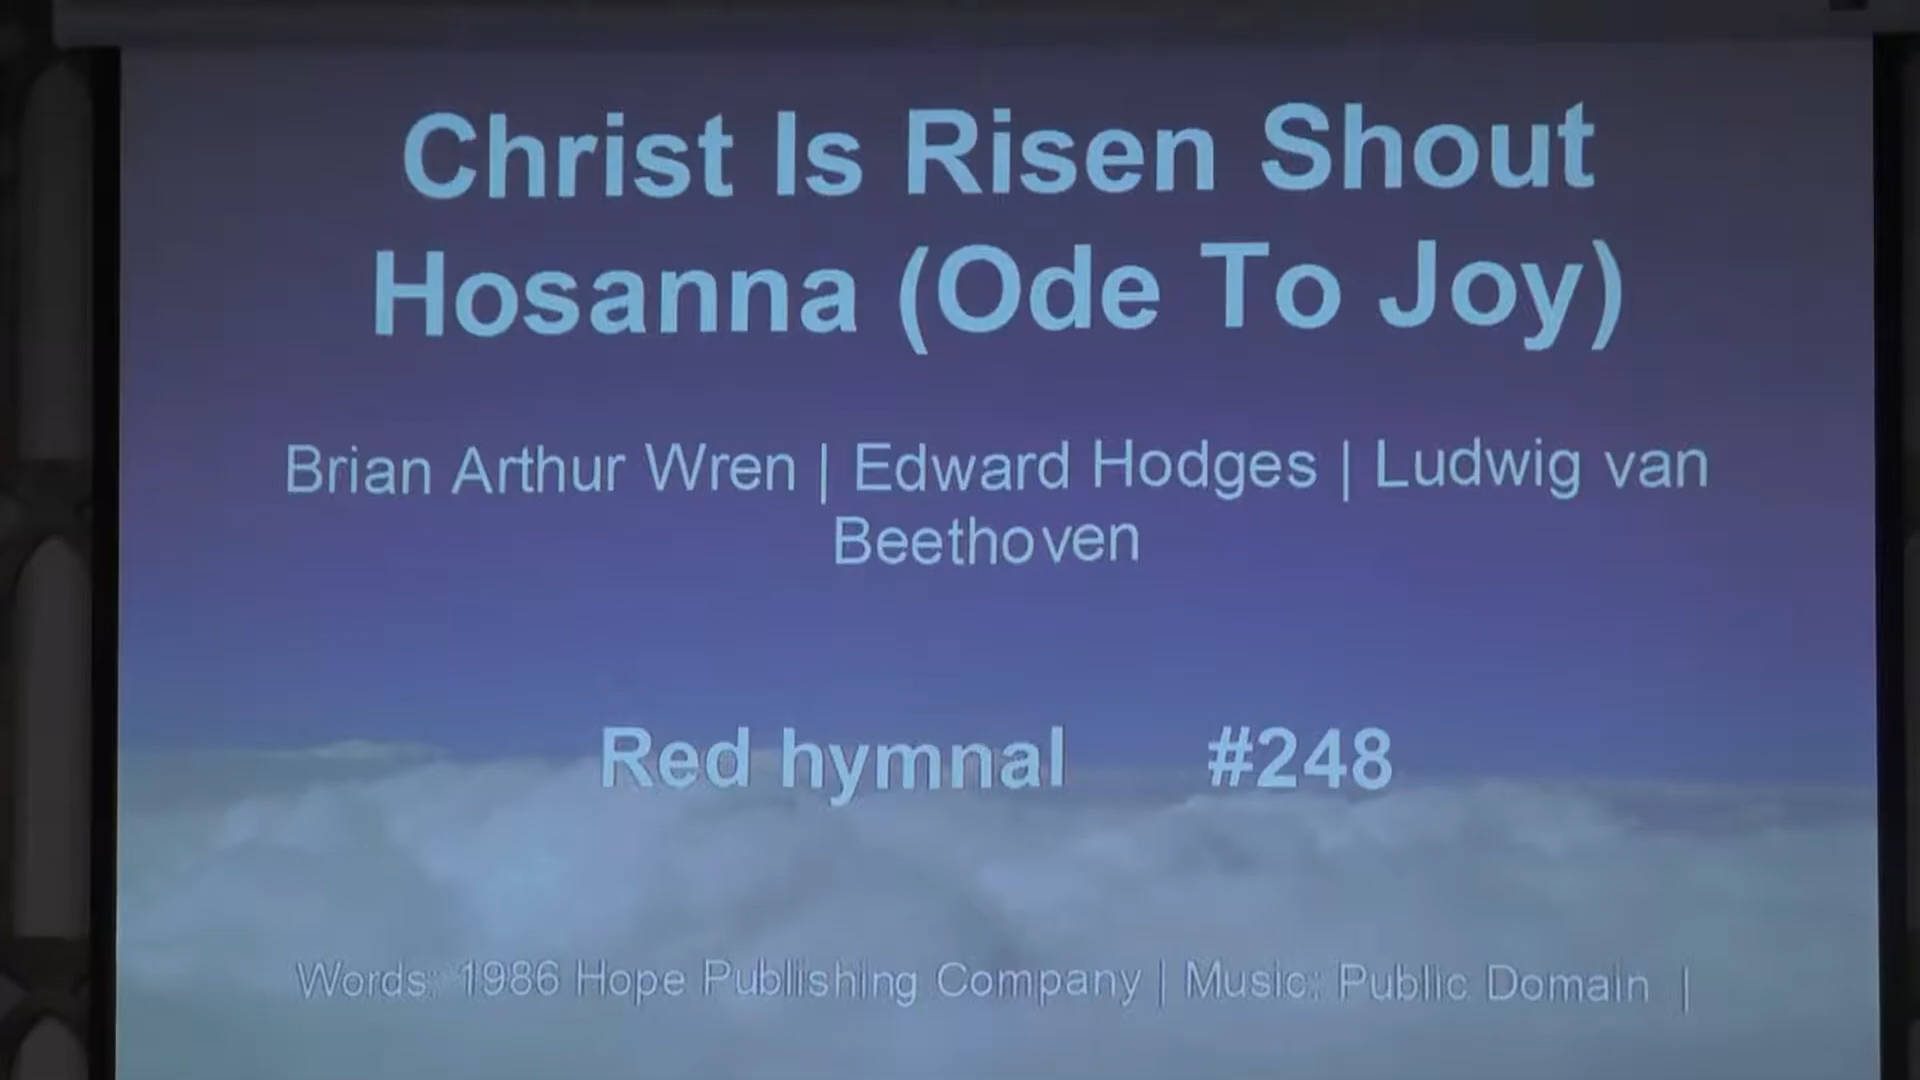 Christ Is Risen Shout
Hosanna (Ode To Joy)
Brian Arthur Wren | Edward Hodges | Ludwig van
Beethoven
Red hymnal #248
Words: 1986 Hope Publishing Company | Music: Public Domain |